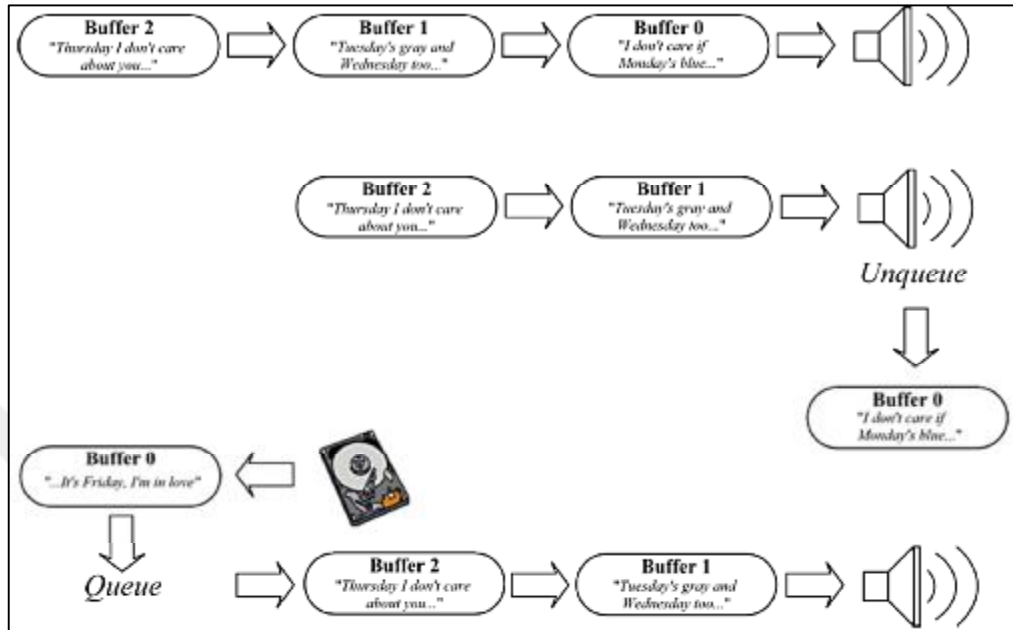 Buffer 2
"Thursday I don't care
about you..."
Buffer 1
"Tuesday's gray and
Wednesday too..."
Buffer 0
"I don't care if
Monday's blue..."
Buffer 2
"Thursday I don't care
about you..."
Buffer 1
"Tuesday's gray and
Wednesday too..."
Unqueue
Buffer 0
"I don't care if
Monday's blue..."
Buffer 0
"...It's Friday, I'm in love"
Queue
Buffer 2
"Thursday I don't care
about you..."
Buffer 1
"Tuesday's gray and
Wednesday too..."